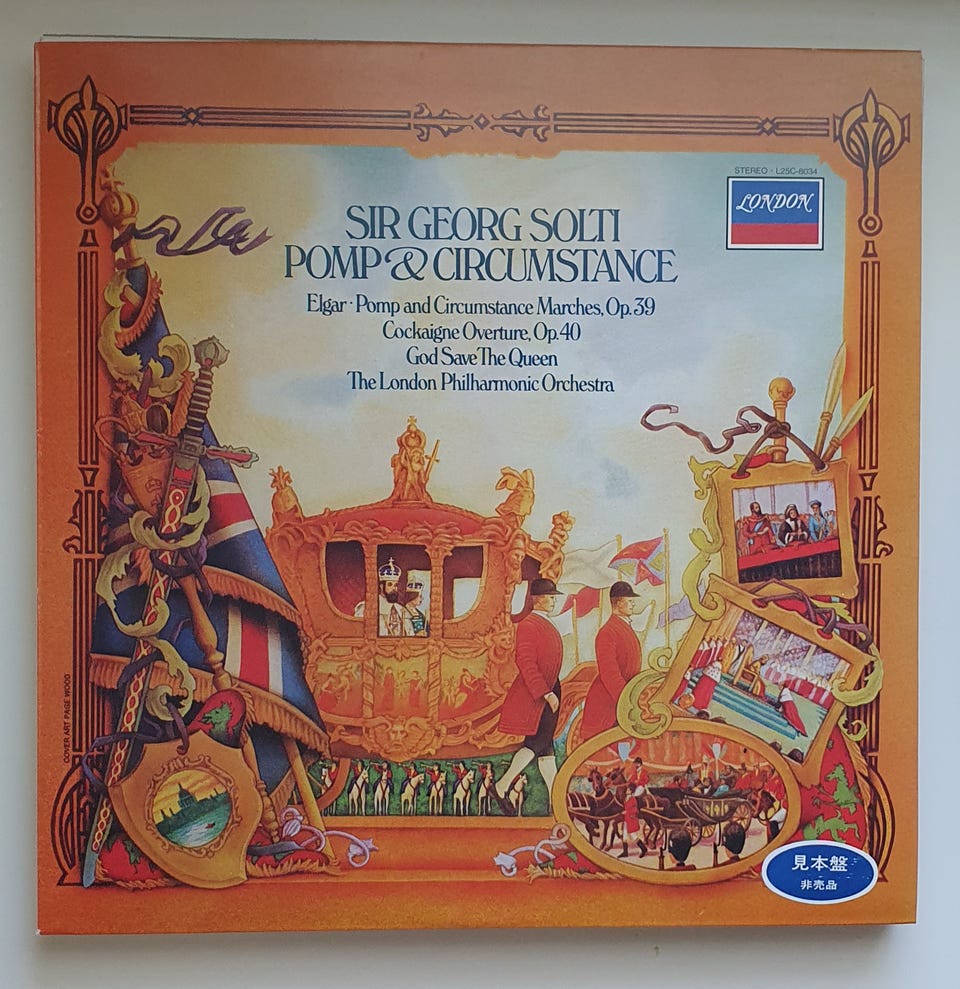 STEREO · L25C-8034
LONDON
SIR GEORG SOLTI
POMP & CIRCUMSTANCE
Elgar · Pomp and Circumstance Marches, Op. 39
Cockaigne Overture, Op. 40
God Save The Queen
The London Philharmonic Orchestra
COVER ART PAGE WOOD
見本盤
非売品